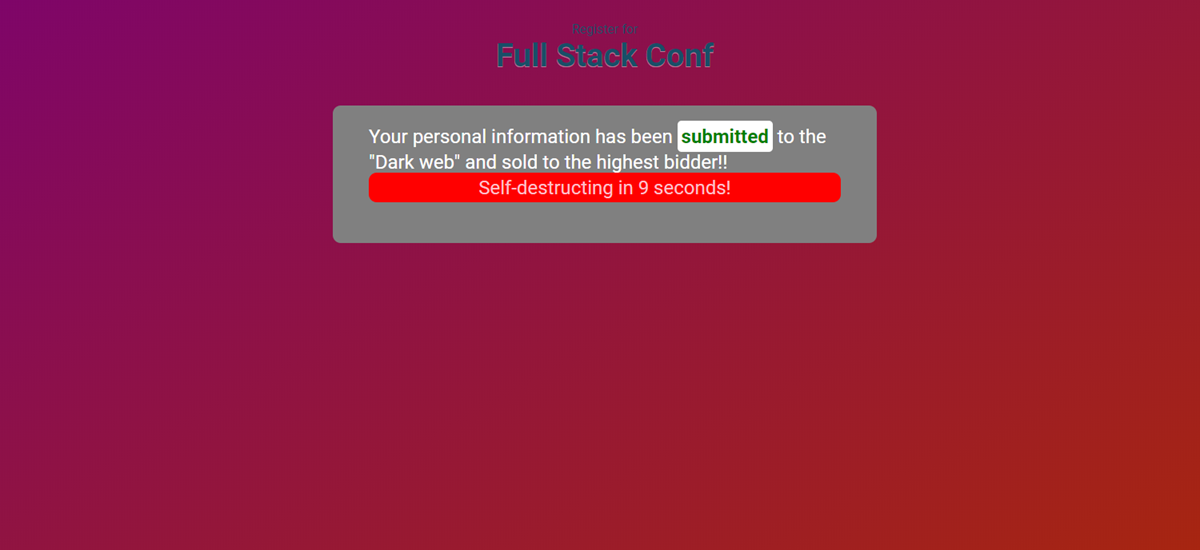 Register for
Full Stack Conf
Your personal information has been submitted to the
"Dark web" and sold to the highest bidder!!
Self-destructing in 9 seconds!